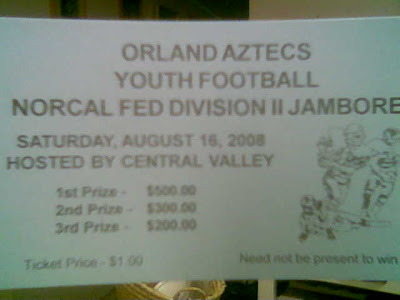 ORLAND AZTECS
YOUTH FOOTBALL
NORCAL FED DIVISION II JAMBORE
SATURDAY, AUGUST 16, 2008
HOSTED BY CENTRAL VALLEY
1st Prize - $500.00
2nd Prize - $300.00
3rd Prize - $200.00
Ticket Price - $1.00
Need not be present to win